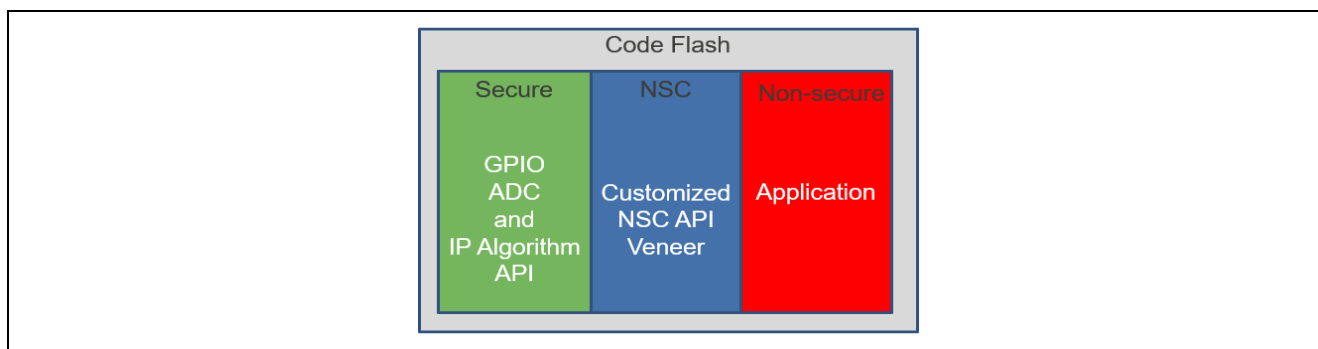 Code Flash
Secure
GPIO
ADC
and
IP Algorithm
API
NSC
Customized
NSC API
Veneer
Non-secure
Application